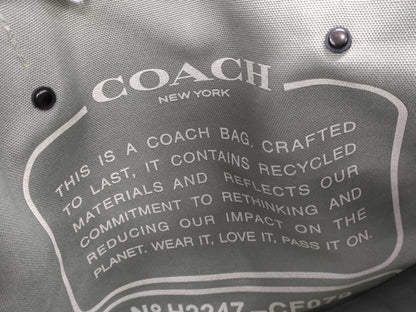 COACH
NEW YORK
THIS IS A COACH BAG. CRAFTED
TO LAST, IT CONTAINS RECYCLED
MATERIALS AND REFLECTS OUR
COMMITMENT TO RETHINKING AND
REDUCING OUR IMPACT ON THE
PLANET. WEAR IT, LOVE IT, PASS IT ON.